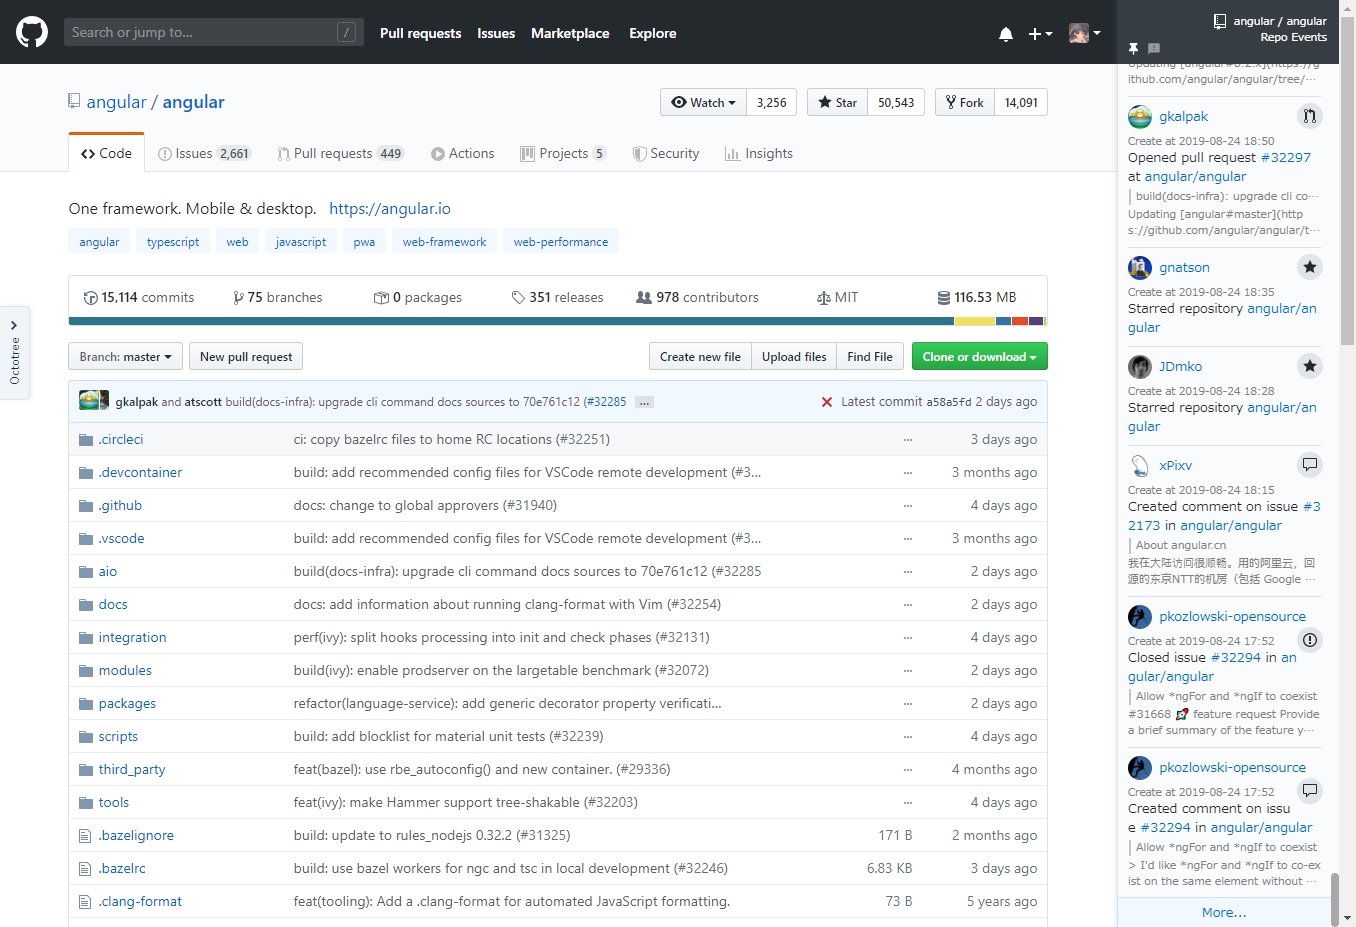 Search or jump to...
/
Pull requests
Issues
Marketplace
Explore
angular / angular
Watch
3,256
Star
50,543
Fork
14,091
Code
Issues 2,661
Pull requests 449
Actions
Projects 5
Security
Insights
One framework. Mobile & desktop. https://angular.io
angular
typescript
web
javascript
pwa
web-framework
web-performance
15,114 commits
75 branches
0 packages
351 releases
978 contributors
MIT
116.53 MB
Octotree
Branch: master
New pull request
Create new file
Upload files
Find File
Clone or download
gkalpak and atscott build(docs-infra): upgrade cli command docs sources to 70e761c12 (#32285 ...
Latest commit a58a5fd 2 days ago
.circleci ci: copy bazelrc files to home RC locations (#32251) ... 3 days ago
.devcontainer build: add recommended config files for VSCode remote development (#3... ... 3 months ago
.github docs: change to global approvers (#31940) ... 4 days ago
.vscode build: add recommended config files for VSCode remote development (#3... ... 3 months ago
aio build(docs-infra): upgrade cli command docs sources to 70e761c12 (#32285 ... 2 days ago
docs docs: add information about running clang-format with Vim (#32254) ... 2 days ago
integration perf(ivy): split hooks processing into init and check phases (#32131) ... 4 days ago
modules build(ivy): enable prodserver on the largetable benchmark (#32072) ... 2 days ago
packages refactor(language-service): add generic decorator property verificati... ... 2 days ago
scripts build: add blocklist for material unit tests (#32239) ... 4 days ago
third_party feat(bazel): use rbe_autoconfig() and new container. (#29336) ... 4 months ago
tools feat(ivy): make Hammer support tree-shakable (#32203) ... 4 days ago
.bazelignore build: update to rules_nodejs 0.32.2 (#31325) 171 B 2 months ago
.bazelrc build: use bazel workers for ngc and tsc in local development (#32246) 6.83 KB 3 days ago
.clang-format feat(tooling): Add a .clang-format for automated JavaScript formatting. 73 B 5 years ago
angular / angular
Repo Events
Updating [angular#8.2.x](https://g
ithub.com/angular/angular/tree/···
gkalpak
Create at 2019-08-24 18:50
Opened pull request #32297
at angular/angular
build(docs-infra): upgrade cli co···
Updating [angular#master](http
s://github.com/angular/angular/t···
gnatson
Create at 2019-08-24 18:35
Starred repository angular/an
gular
JDmko
Create at 2019-08-24 18:28
Starred repository angular/an
gular
xPixv
Create at 2019-08-24 18:15
Created comment on issue #3
2173 in angular/angular
About angular.cn
我在大陆访问很顺畅。用的阿里云，回
源的东京NTT的机房（包括 Google ···
pkozlowski-opensource
Create at 2019-08-24 17:52
Closed issue #32294 in an
gular/angular
Allow *ngFor and *ngIf to coexist
#31668 🚀 feature request Provide
a brief summary of the feature y···
pkozlowski-opensource
Create at 2019-08-24 17:52
Created comment on issu
e #32294 in angular/angular
Allow *ngFor and *ngIf to coexist
> I'd like *ngFor and *ngIf to co-ex
ist on the same element without ···
More...